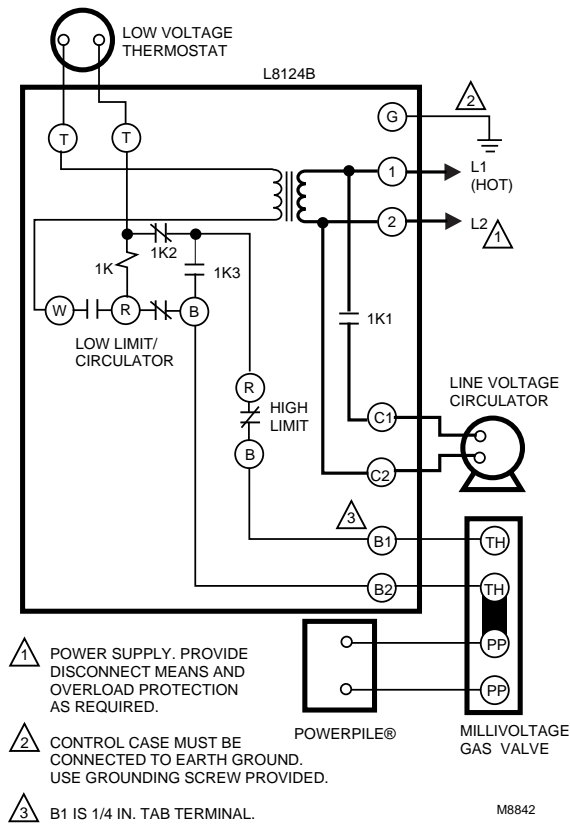 LOW VOLTAGE
THERMOSTAT
L8124B
T
T
G
2
1
L1
(HOT)
2
L2
1
1K2
1K
1K3
1K1
W
R
B
LOW LIMIT/
CIRCULATOR
R
HIGH
LIMIT
B
LINE VOLTAGE
CIRCULATOR
C1
C2
3
B1
TH
B2
TH
PP
PP
POWERPILE®
MILLIVOLTAGE
GAS VALVE
1 POWER SUPPLY. PROVIDE
DISCONNECT MEANS AND
OVERLOAD PROTECTION
AS REQUIRED.
2 CONTROL CASE MUST BE
CONNECTED TO EARTH GROUND.
USE GROUNDING SCREW PROVIDED.
3 B1 IS 1/4 IN. TAB TERMINAL.
M8842